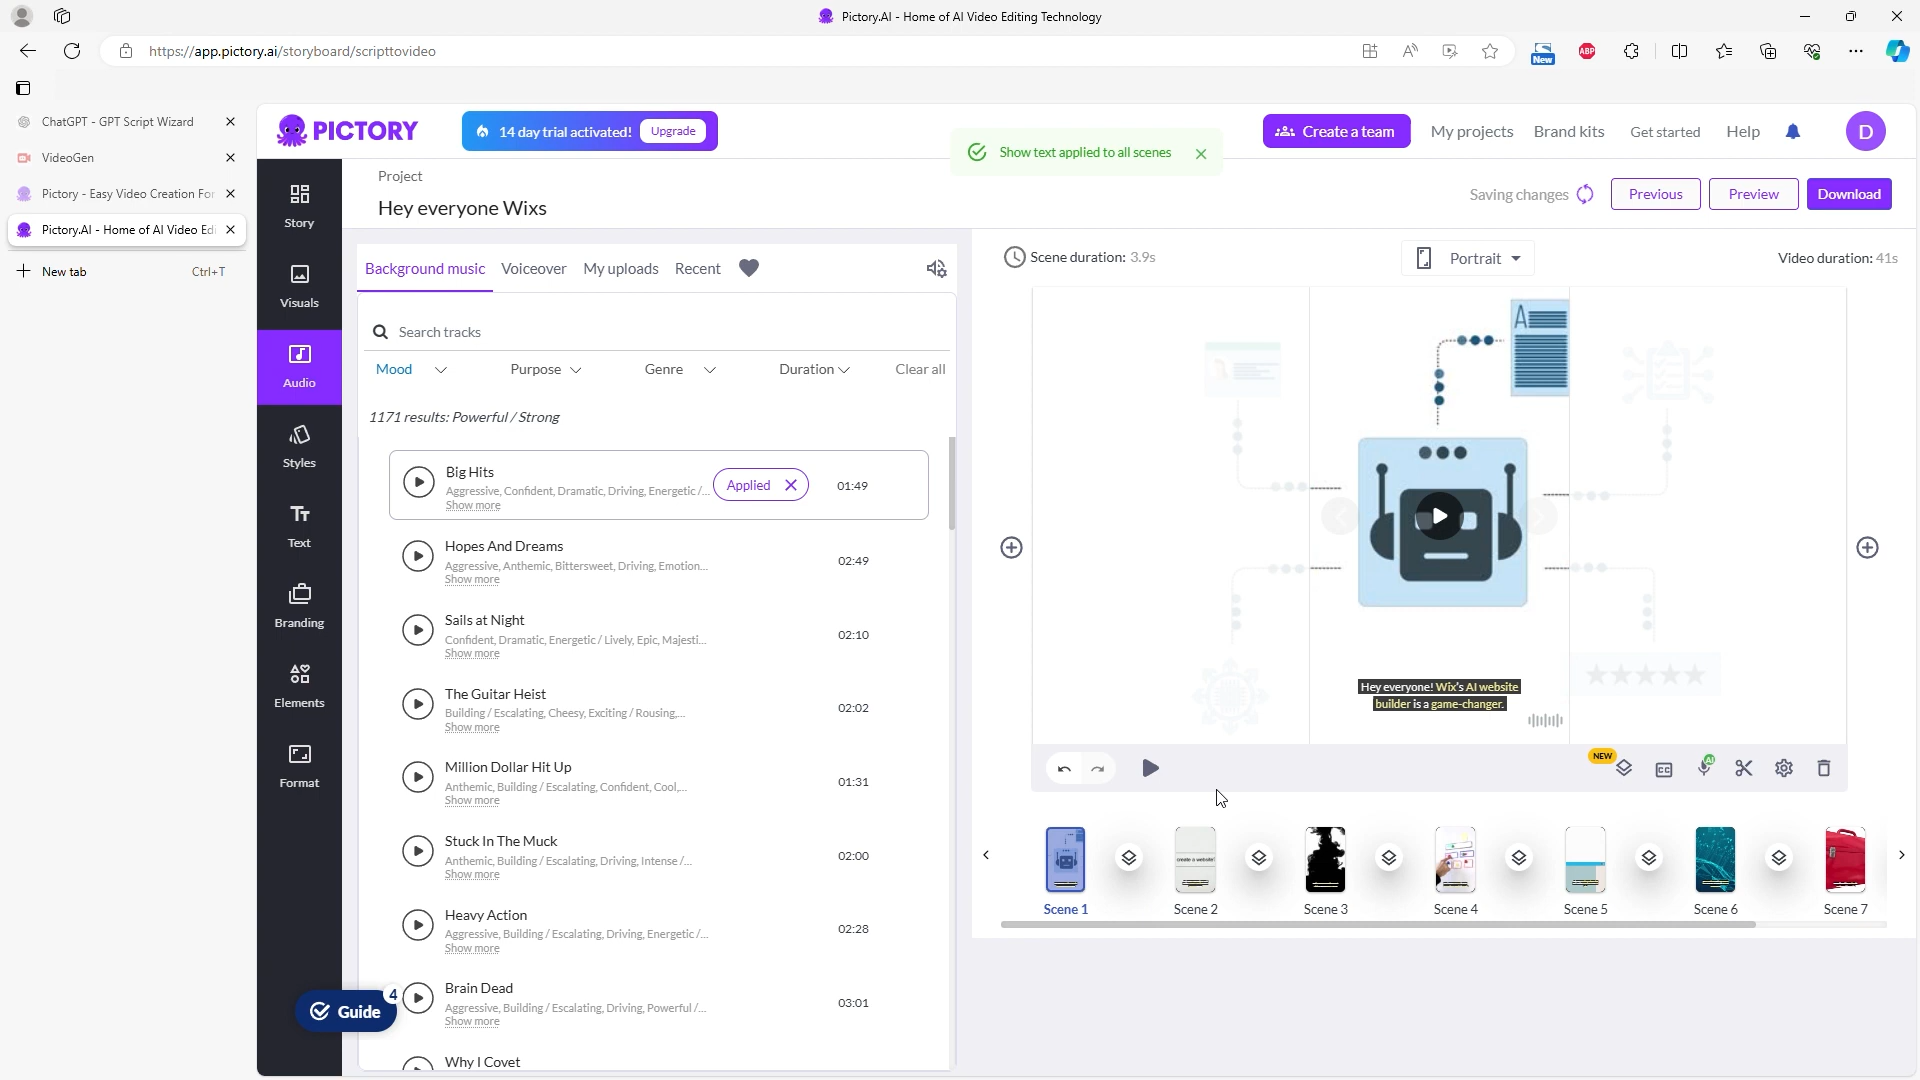 Pictory.AI - Home of AI Video Editing Technology
https://app.pictory.ai/storyboard/scripttovideo
New
ABP
ChatGPT - GPT Script Wizard
VideoGen
Pictory - Easy Video Creation For
Pictory.AI - Home of AI Video Edi
New tab
Ctrl+T
PICTORY
14 day trial activated!
Upgrade
Show text applied to all scenes
Create a team
My projects
Brand kits
Get started
Help
D
Project
Hey everyone Wixs
Saving changes
Previous
Preview
Download
Story
Visuals
Audio
Styles
Text
Branding
Elements
Format
Guide
4
Background music
Voiceover
My uploads
Recent
Search tracks
Mood
Purpose
Genre
Duration
Clear all
1171 results: Powerful / Strong
Big Hits
Aggressive, Confident, Dramatic, Driving, Energetic /...
Show more
Applied
01:49
Hopes And Dreams
Aggressive, Anthemic, Bittersweet, Driving, Emotion...
Show more
02:49
Sails at Night
Confident, Dramatic, Energetic / Lively, Epic, Majesti...
Show more
02:10
The Guitar Heist
Building / Escalating, Cheesy, Exciting / Rousing,...
Show more
02:02
Million Dollar Hit Up
Anthemic, Building / Escalating, Confident, Cool,...
Show more
01:31
Stuck In The Muck
Anthemic, Building / Escalating, Driving, Intense /...
Show more
02:00
Heavy Action
Aggressive, Building / Escalating, Driving, Energetic /...
Show more
02:28
Brain Dead
Aggressive, Building / Escalating, Driving, Powerful /...
Show more
03:01
Why I Covet
Scene duration: 3.9s
Portrait
Video duration: 41s
A
Hey everyone! Wix's AI website
builder is a game-changer.
NEW
CC
AI
create a website!
Scene 1
Scene 2
Scene 3
Scene 4
Scene 5
Scene 6
Scene 7